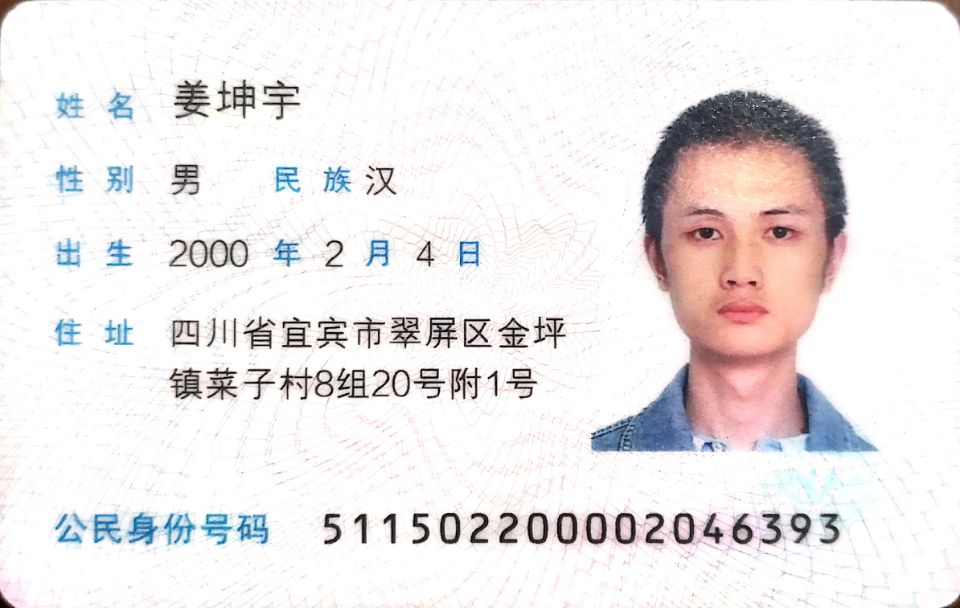 姓名 姜坤宇
性别 男 民族 汉
出生 2000 年 2 月 4 日
住址 四川省宜宾市翠屏区金坪
镇菜子村8组20号附1号
公民身份号码 511502200002046393